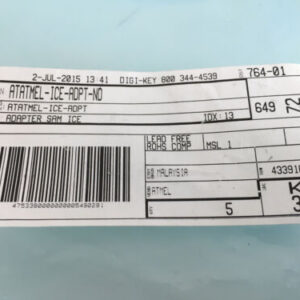 2-JUL-2015 13 41 DIGI-KEY 800 344-4539
764-01
ATATMEL-ICE-ADPT-ND
ATATMEL-ICE-ADPT
ADAPTER SAM ICE
IDX: 13
649
LEAD FREE
ROHS COMP
MSL 1
MALAYSIA
ATMEL
5